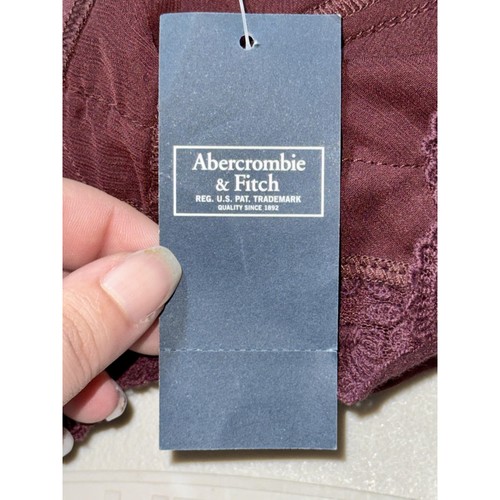 Abercrombie
& Fitch
REG. U.S. PAT. TRADEMARK
QUALITY SINCE 1892